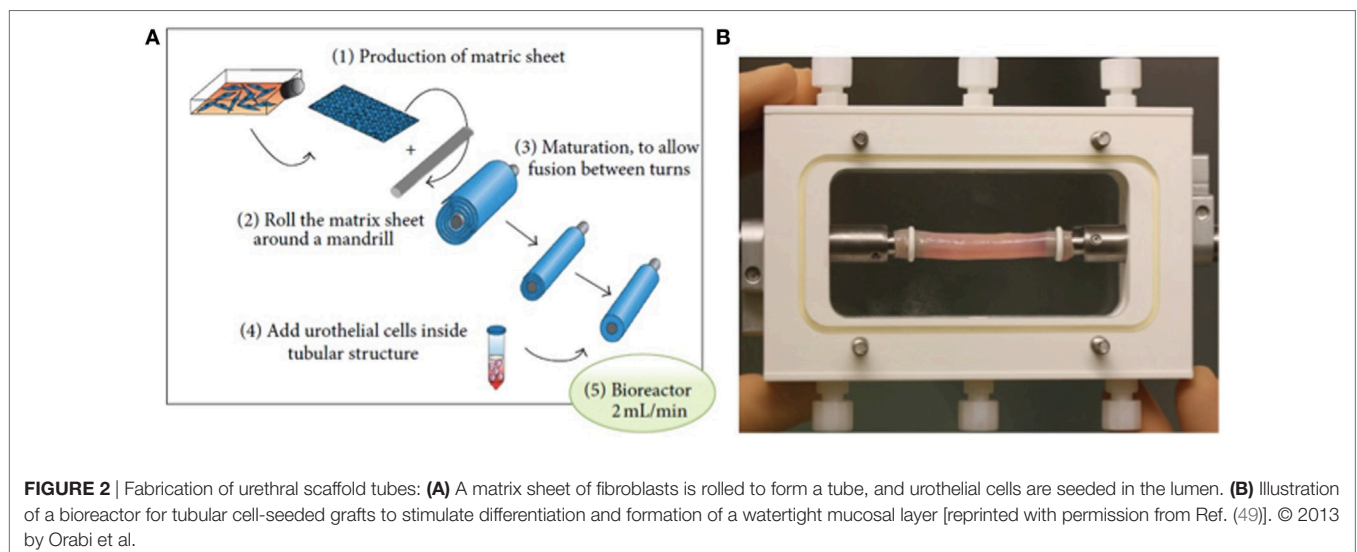 A
B
(1) Production of matric sheet
+
(3) Maturation, to allow
fusion between turns
(2) Roll the matrix sheet
around a mandrill
(4) Add urothelial cells inside
tubular structure
(5) Bioreactor
2 mL/min
FIGURE 2 | Fabrication of urethral scaffold tubes: (A) A matrix sheet of fibroblasts is rolled to form a tube, and urothelial cells are seeded in the lumen. (B) Illustration
of a bioreactor for tubular cell-seeded grafts to stimulate differentiation and formation of a watertight mucosal layer [reprinted with permission from Ref. (49)]. © 2013
by Orabi et al.